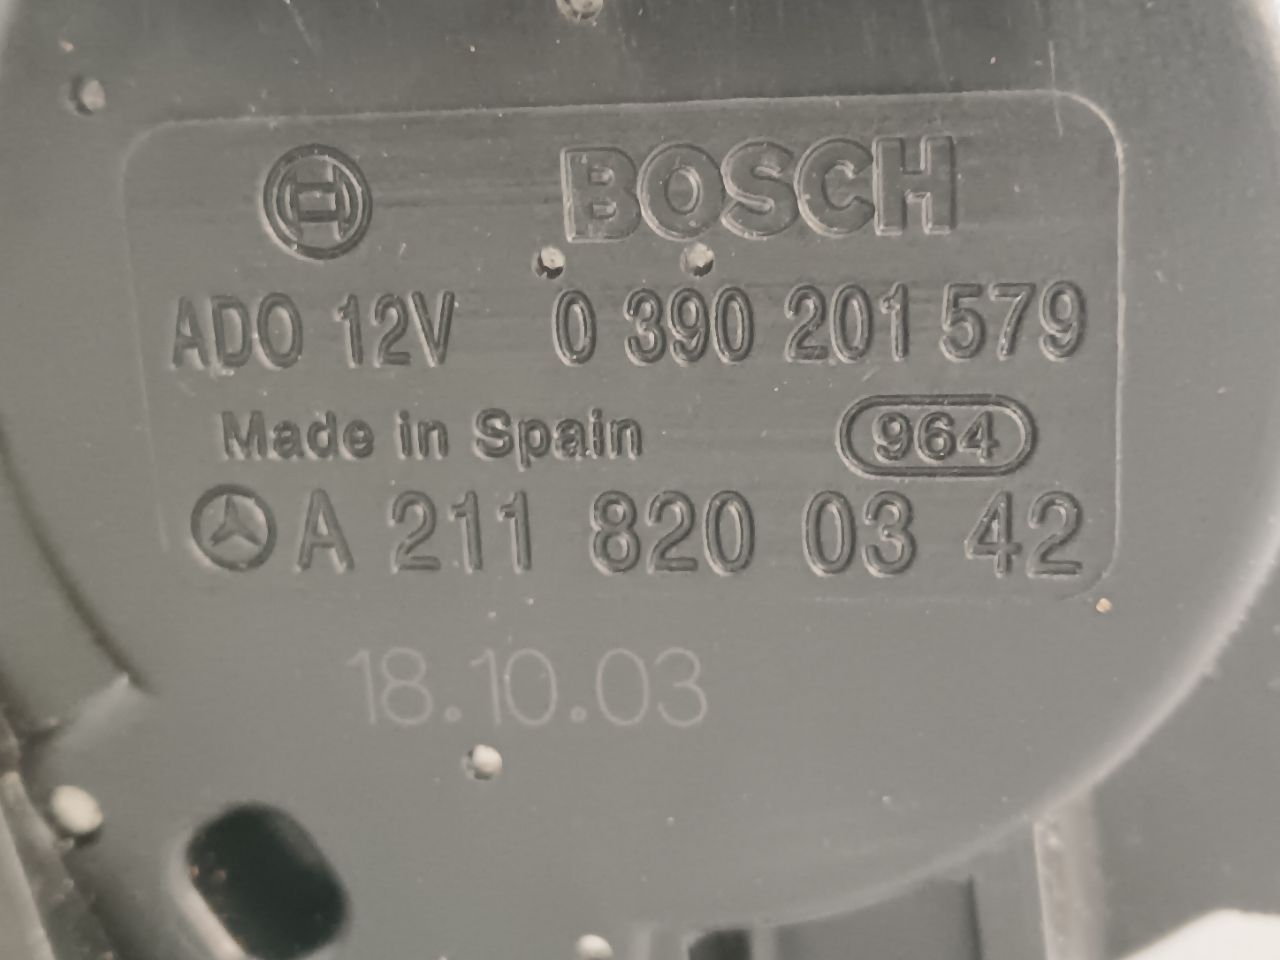 BOSCH
ADO 12V 0 390 201 579
Made in Spain 964
A 211 820 03 42
18.10.03